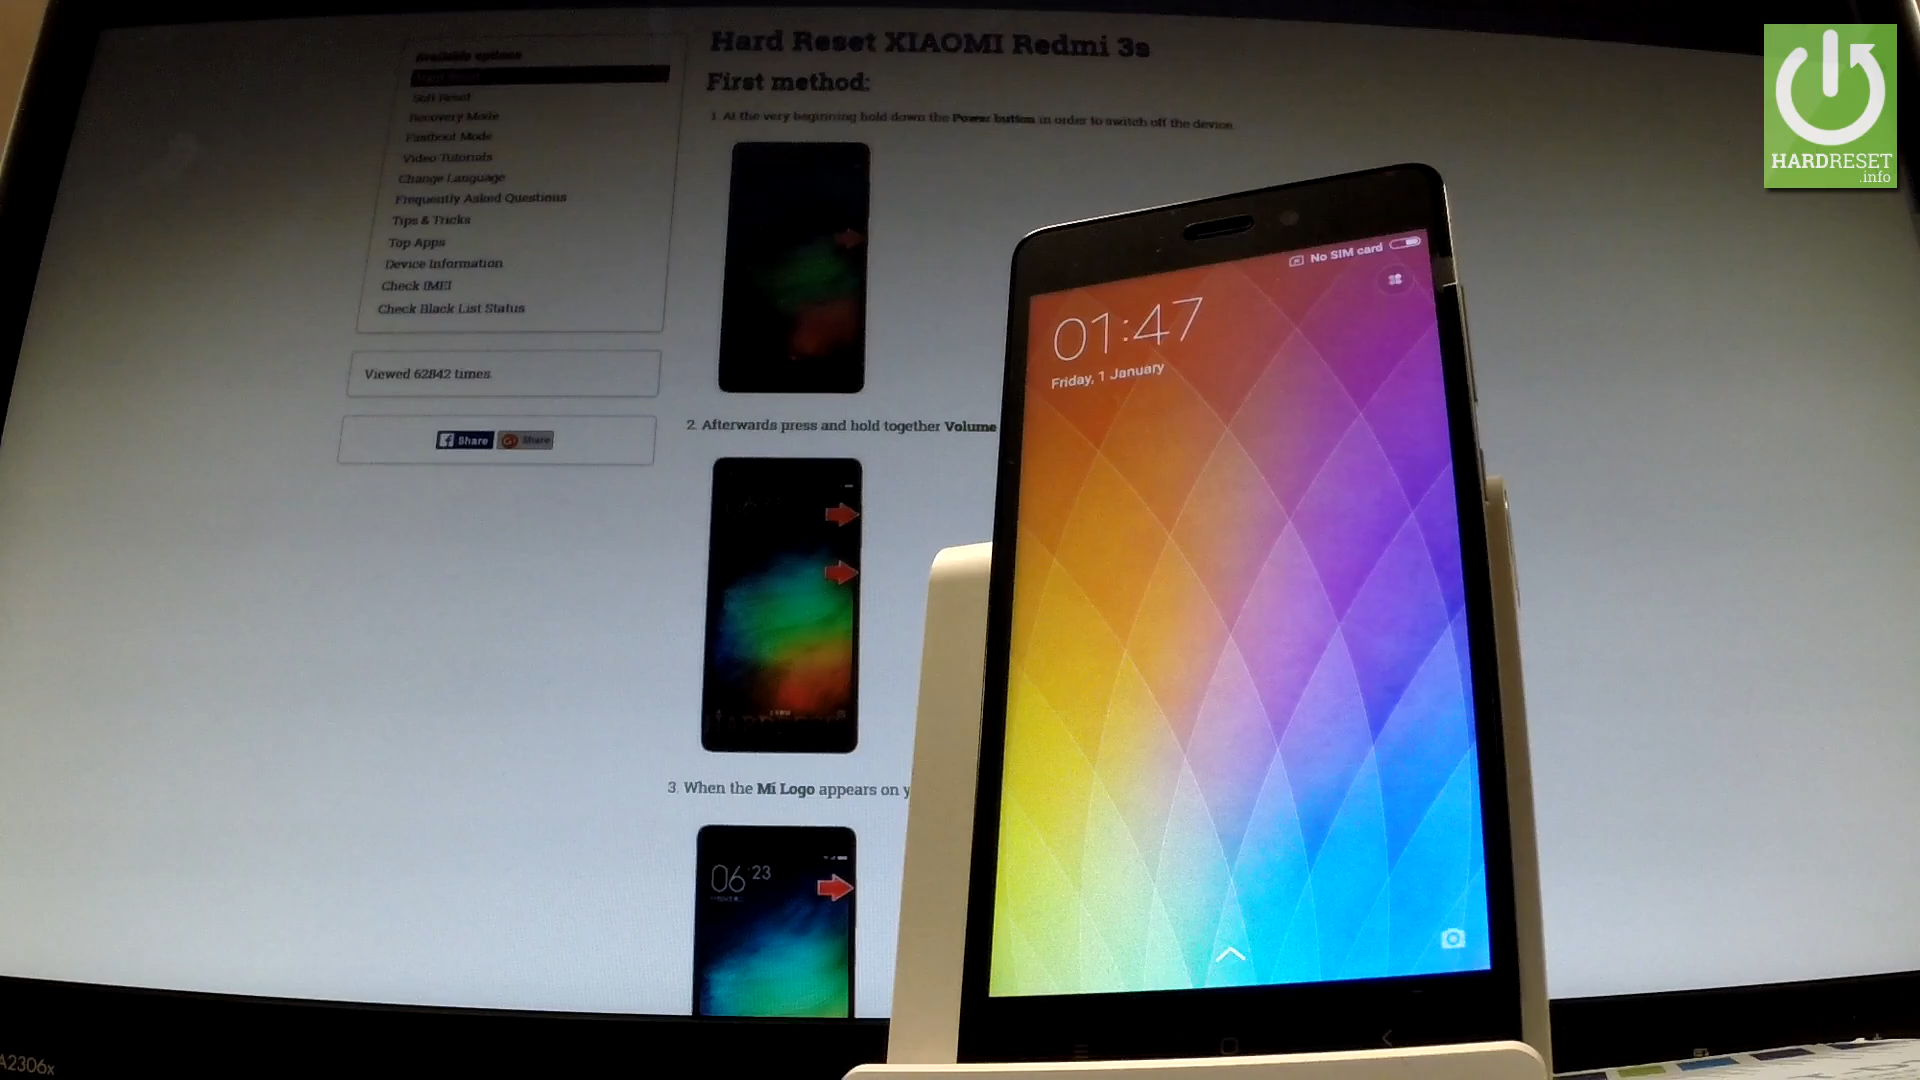 Hard Reset XIAOMI Redmi 3s
First method:
1. At the very beginning hold down the Power button in order to switch off the device.
2. Afterwards press and hold together Volume
3. When the Mi Logo appears on y
06:23
Available options
Hard Reset
Soft Reset
Recovery Mode
Fastboot Mode
Video Tutorials
Change Language
Frequently Asked Questions
Tips & Tricks
Top Apps
Device Information
Check IMEI
Check Black List Status
Viewed 62842 times
Share
Share
No SIM card
01:47
Friday, 1 January
HARDRESET
.info
A2306x